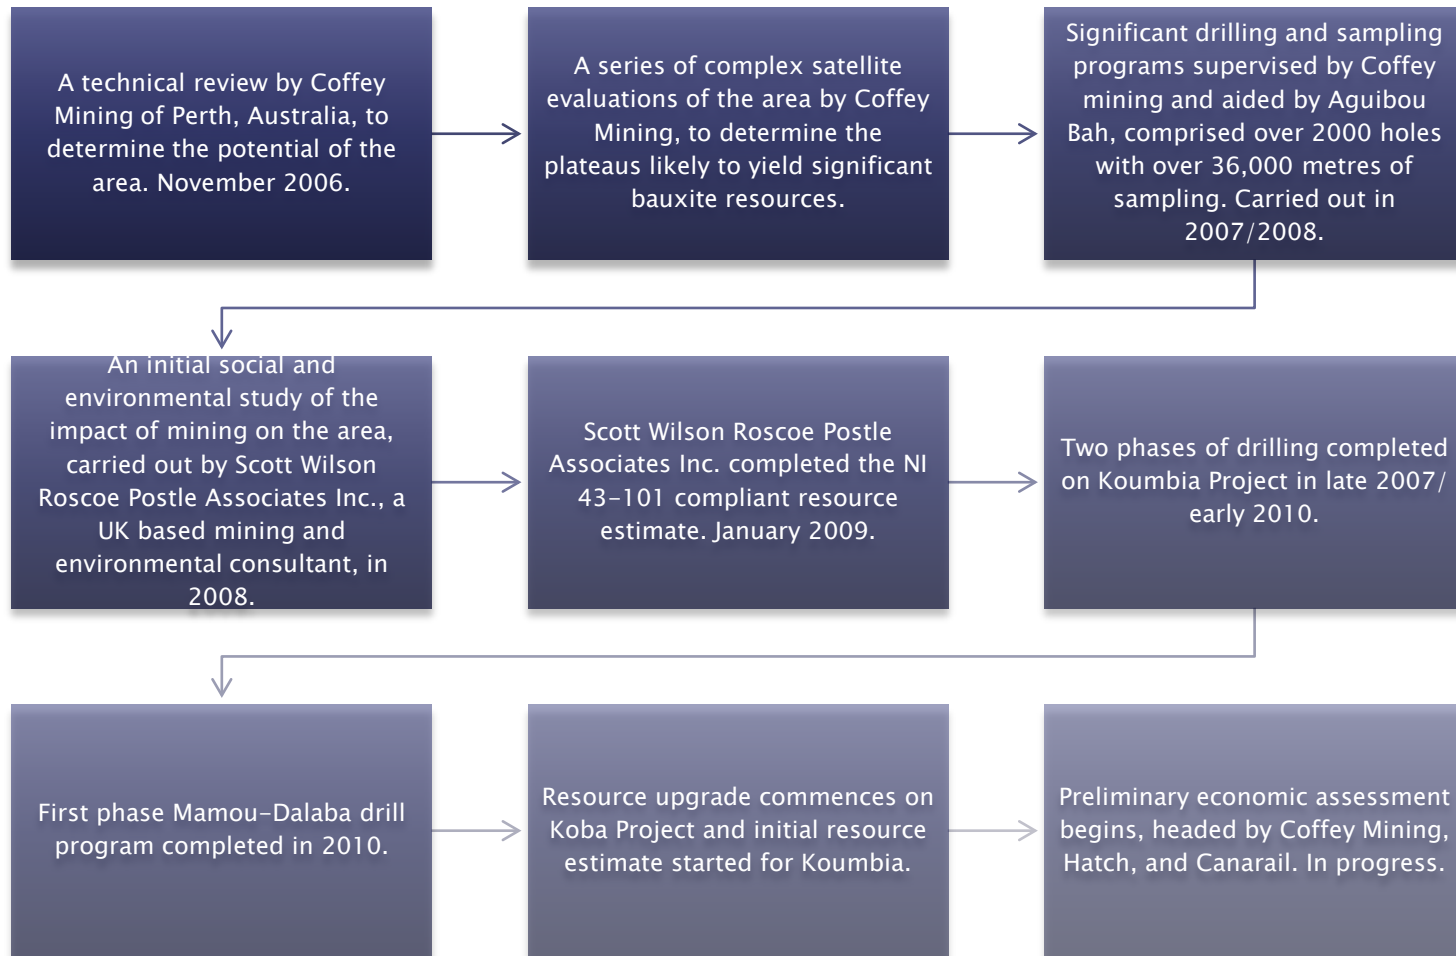 A technical review by Coffey
Mining of Perth, Australia, to
determine the potential of the
area. November 2006.
A series of complex satellite
evaluations of the area by Coffey
Mining, to determine the
plateaus likely to yield significant
bauxite resources.
Significant drilling and sampling
programs supervised by Coffey
mining and aided by Aguibou
Bah, comprised over 2000 holes
with over 36,000 metres of
sampling. Carried out in
2007/2008.
An initial social and
environmental study of the
impact of mining on the area,
carried out by Scott Wilson
Roscoe Postle Associates Inc., a
UK based mining and
environmental consultant, in
2008.
Scott Wilson Roscoe Postle
Associates Inc. completed the NI
43-101 compliant resource
estimate. January 2009.
Two phases of drilling completed
on Koumbia Project in late 2007/
early 2010.
First phase Mamou-Dalaba drill
program completed in 2010.
Resource upgrade commences on
Koba Project and initial resource
estimate started for Koumbia.
Preliminary economic assessment
begins, headed by Coffey Mining,
Hatch, and Canarail. In progress.